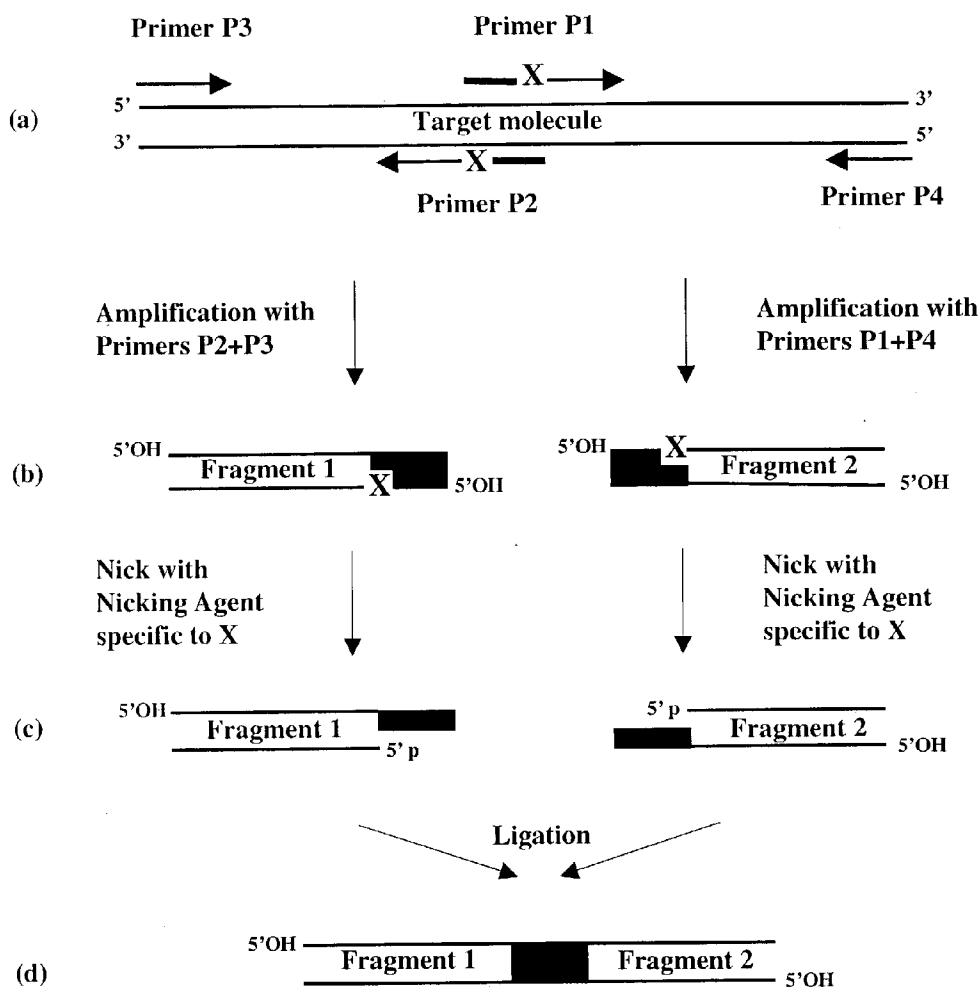 Primer P3 Primer P1
X
5' 3'
(a) Target molecule
3' 5'
X
Primer P2 Primer P4
Amplification with Primers P2+P3
Amplification with Primers P1+P4
5'OH 5'OH X
(b) Fragment 1 Fragment 2
X 5'OH 5'OH
Nick with Nicking Agent specific to X
Nick with Nicking Agent specific to X
5'OH 5' p
(c) Fragment 1 Fragment 2
5' p 5'OH
Ligation
5'OH
(d) Fragment 1 Fragment 2
5'OH